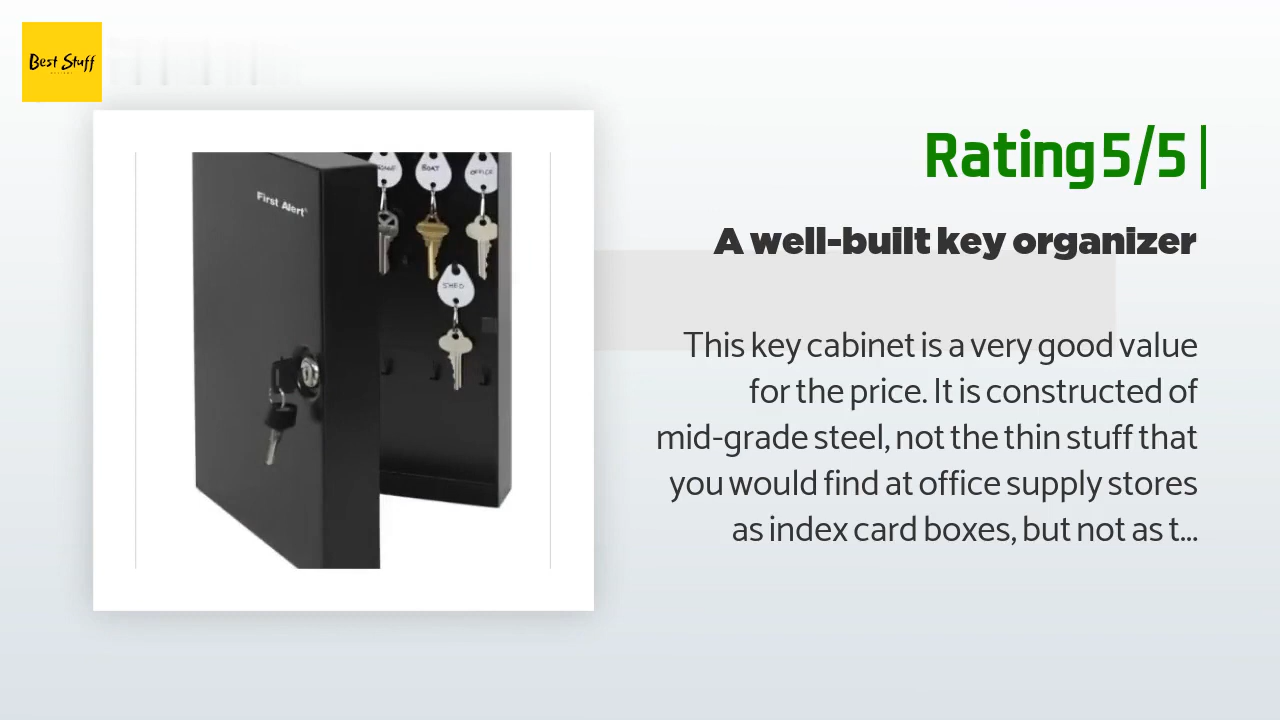 Best Stuff
Rating 5/5 |
A well-built key organizer
This key cabinet is a very good value
for the price. It is constructed of
mid-grade steel, not the thin stuff that
you would find at office supply stores
as index card boxes, but not as t...
First Alert
BOAT
OFFICE
SHED